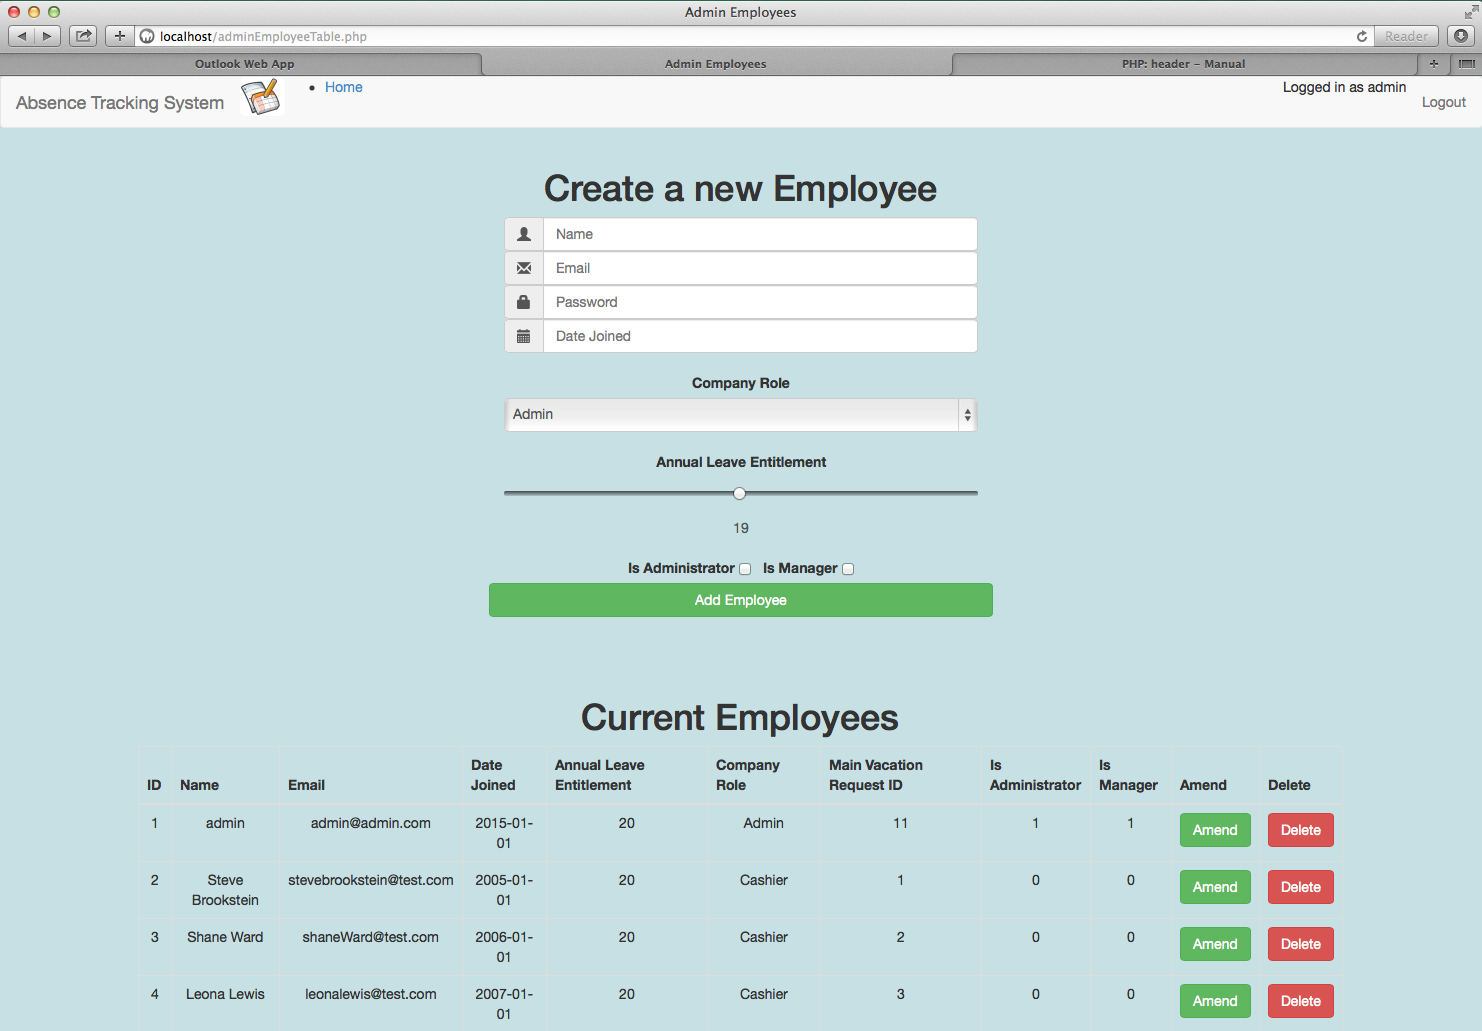 Admin Employees
localhost/adminEmployeeTable.php
Reader
Outlook Web App
Admin Employees
PHP: header – Manual
Absence Tracking System
• Home
Logged in as admin
Logout
Create a new Employee
Name
Email
Password
Date Joined
Company Role
Admin
Annual Leave Entitlement
19
Is Administrator Is Manager
Add Employee
Current Employees
ID Name Email Date Joined Annual Leave Entitlement Company Role Main Vacation Request ID Is Administrator Is Manager Amend Delete
1 admin admin@admin.com 2015-01-01 20 Admin 11 1 1 Amend Delete
2 Steve Brookstein stevebrookstein@test.com 2005-01-01 20 Cashier 1 0 0 Amend Delete
3 Shane Ward shaneWard@test.com 2006-01-01 20 Cashier 2 0 0 Amend Delete
4 Leona Lewis leonalewis@test.com 2007-01-01 20 Cashier 3 0 0 Amend Delete